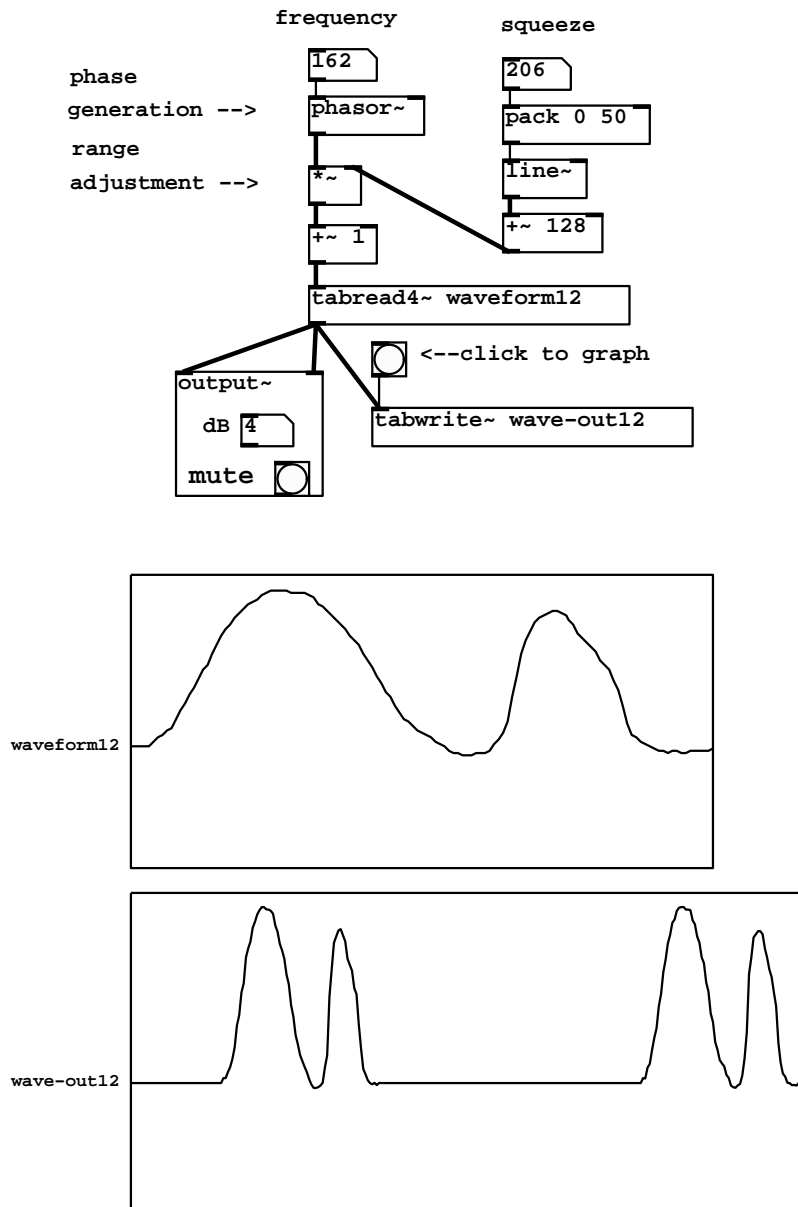 frequency
squeeze
162
206
phase
generation -->
phasor~
pack 0 50
range
adjustment -->
*~
line~
+~ 1
+~ 128
tabread4~ waveform12
<--click to graph
output~
dB 4
tabwrite~ wave-out12
mute
waveform12
wave-out12